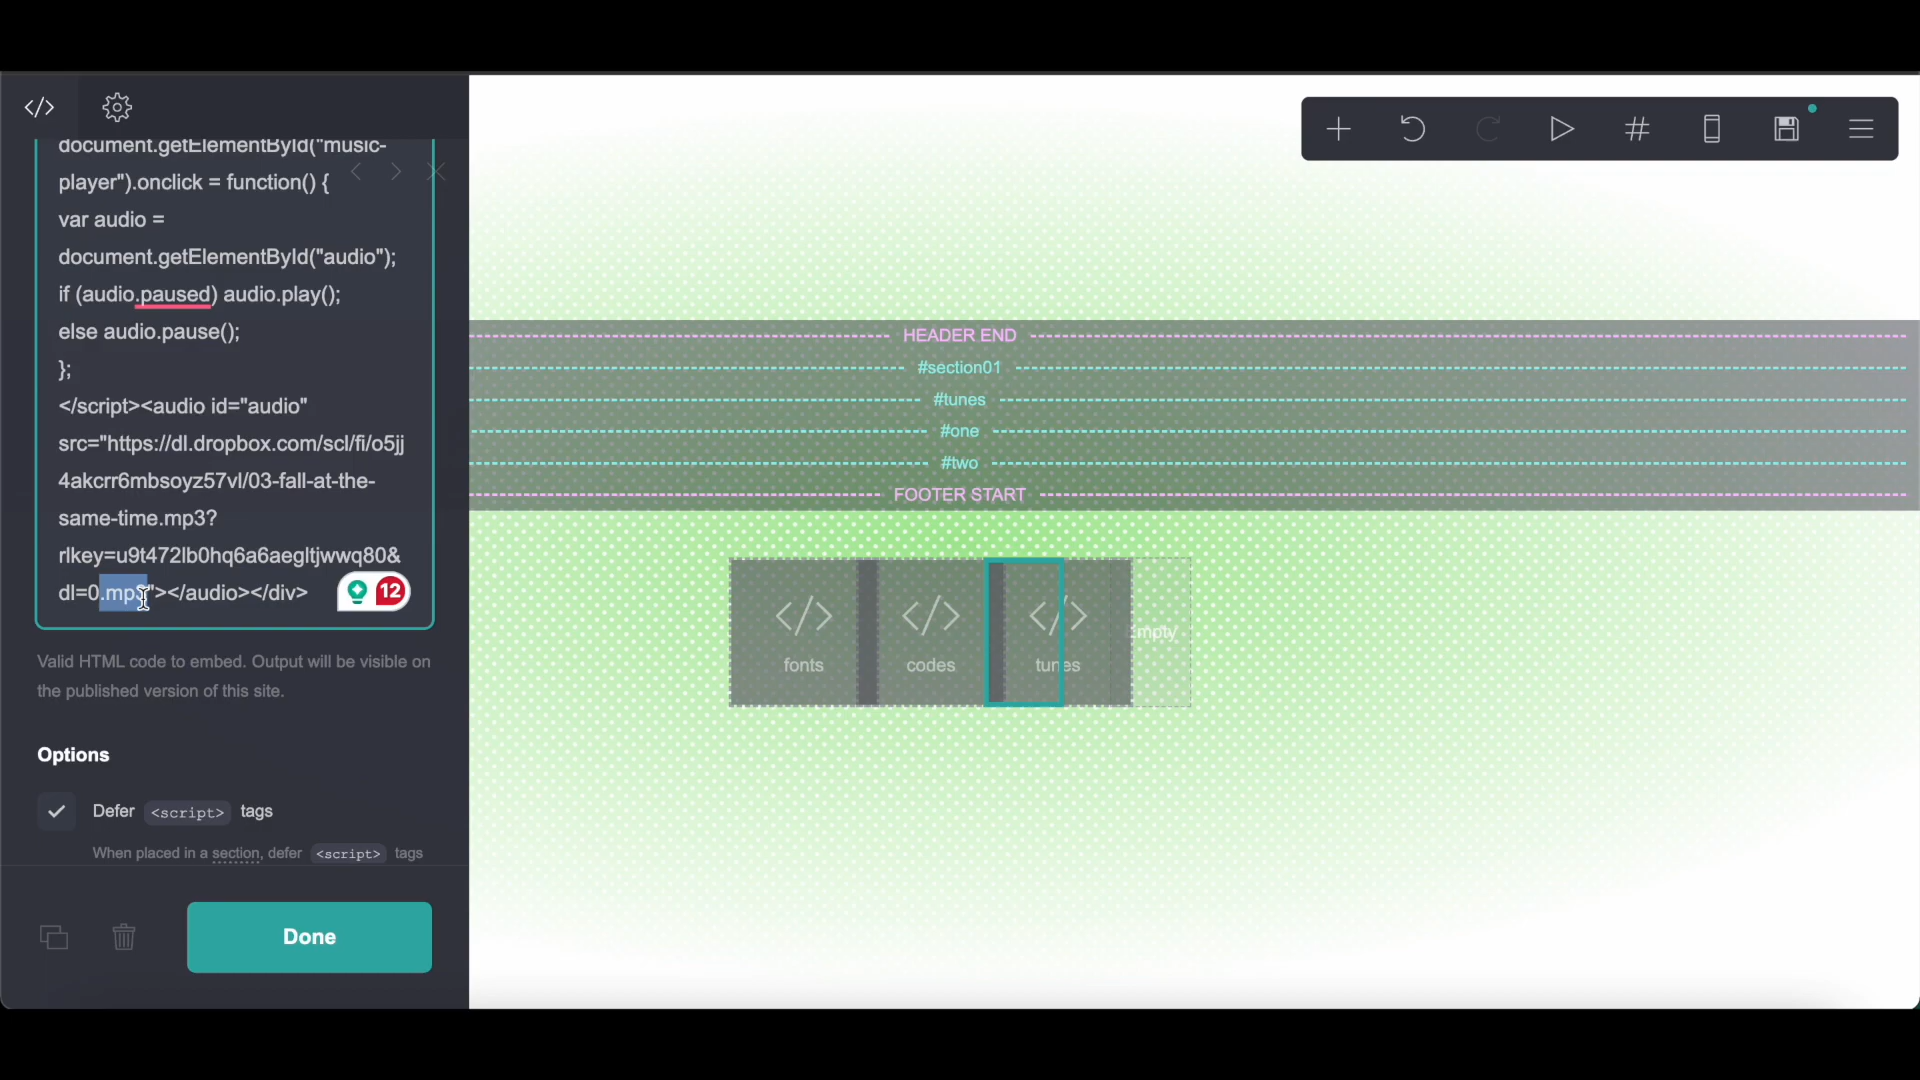 </>
document.getElementById("music-
player").onclick = function() {
var audio =
document.getElementById("audio");
if (audio.paused) audio.play();
else audio.pause();
};
</script><audio id="audio"
src="https://dl.dropbox.com/scl/fi/o5jj
4akcrr6mbsoyz57vl/03-fall-at-the-
same-time.mp3?
rlkey=u9t472lb0hq6a6aegltjwwq80&
dl=0.mp3"></audio></div>
12
Valid HTML code to embed. Output will be visible on
the published version of this site.
Options
Defer <script> tags
When placed in a section, defer <script> tags
Done
HEADER END
#section01
#tunes
#one
#two
FOOTER START
</>
fonts
</>
codes
</>
tunes
Empty